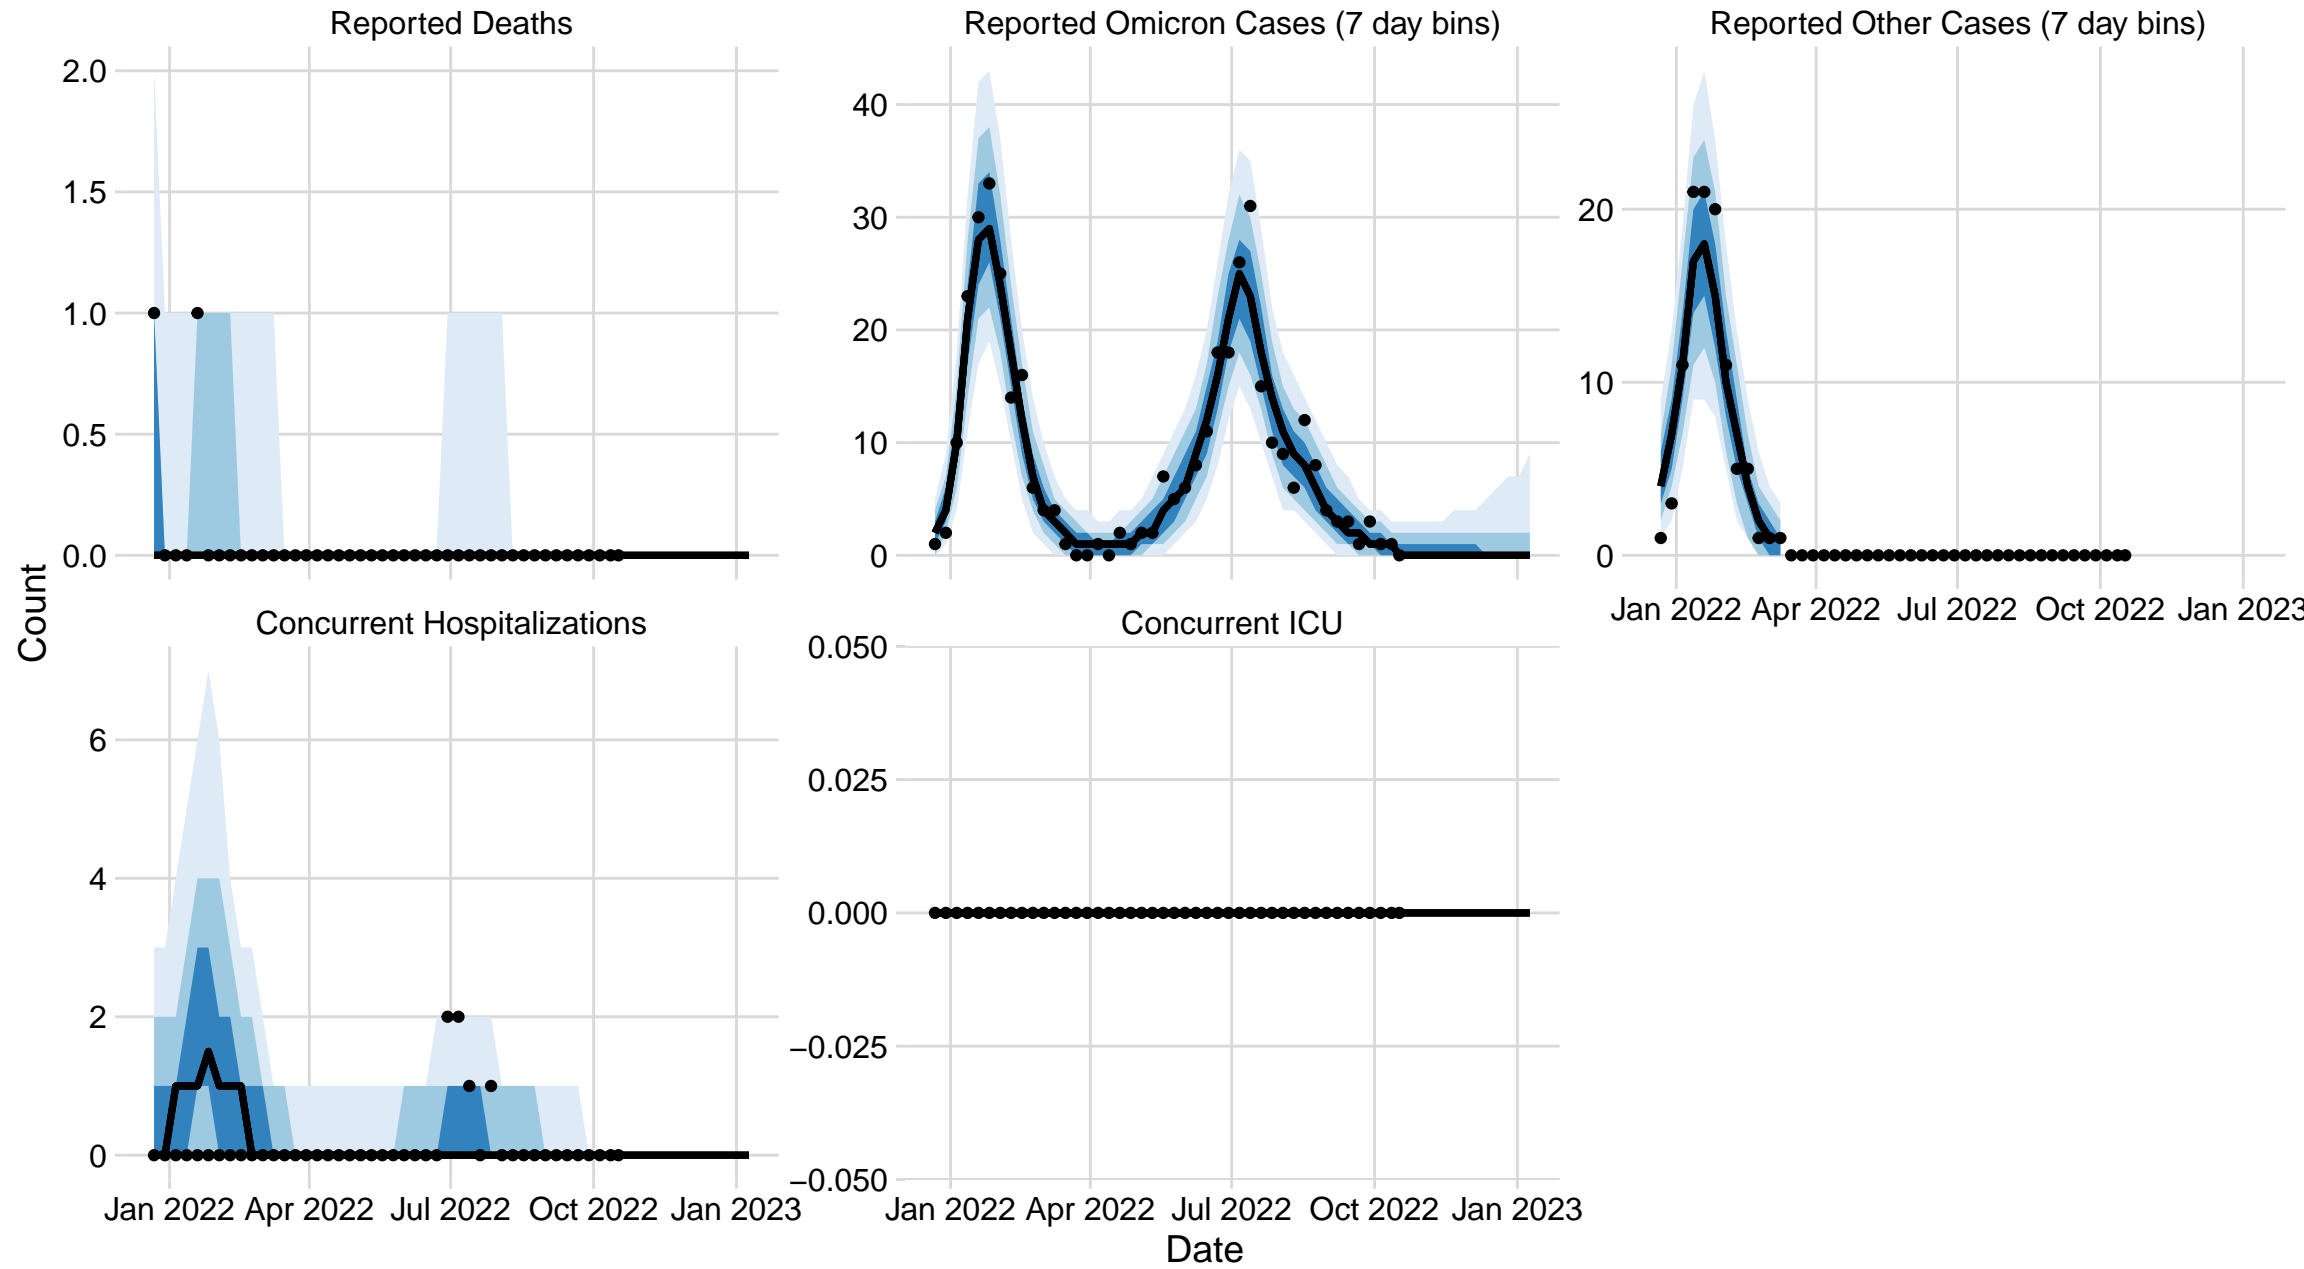 Reported Deaths
2.0
1.5
1.0
0.5
0.0
Reported Omicron Cases (7 day bins)
40
30
20
10
0
Reported Other Cases (7 day bins)
20
10
0
Jan 2022 Apr 2022 Jul 2022 Oct 2022 Jan 2023
Count
Concurrent Hospitalizations
6
4
2
0
Jan 2022 Apr 2022 Jul 2022 Oct 2022 Jan 2023
Concurrent ICU
0.050
0.025
0.000
−0.025
−0.050
Jan 2022 Apr 2022 Jul 2022 Oct 2022 Jan 2023
Date